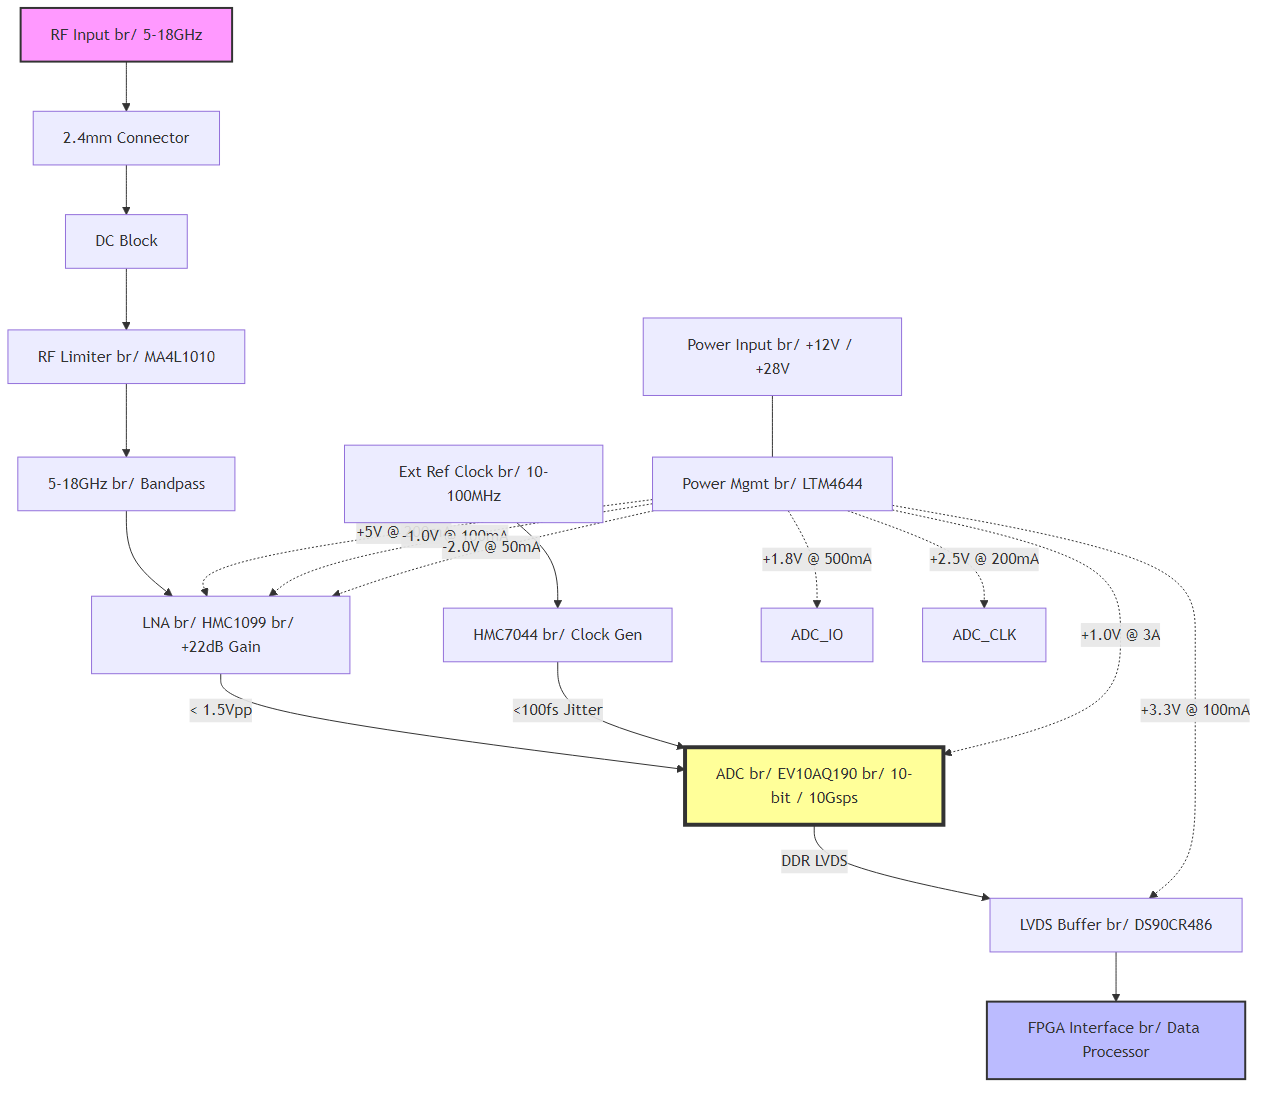 RF Input br/ 5-18GHz
2.4mm Connector
DC Block
RF Limiter br/ MA4L1010
Power Input br/ +12V /
+28V
5-18GHz br/ Bandpass
Ext Ref Clock br/ 10-
100MHz
Power Mgmt br/ LTM4644
+5V @
-1.0V @ 100mA
-2.0V @ 50mA
+1.8V @ 500mA
+2.5V @ 200mA
LNA br/ HMC1099 br/
+22dB Gain
HMC7044 br/ Clock Gen
ADC_IO
ADC_CLK
+1.0V @ 3A
< 1.5Vpp
<100fs Jitter
+3.3V @ 100mA
ADC br/ EV10AQ190 br/ 10-
bit / 10Gsps
DDR LVDS
LVDS Buffer br/ DS90CR486
FPGA Interface br/ Data
Processor